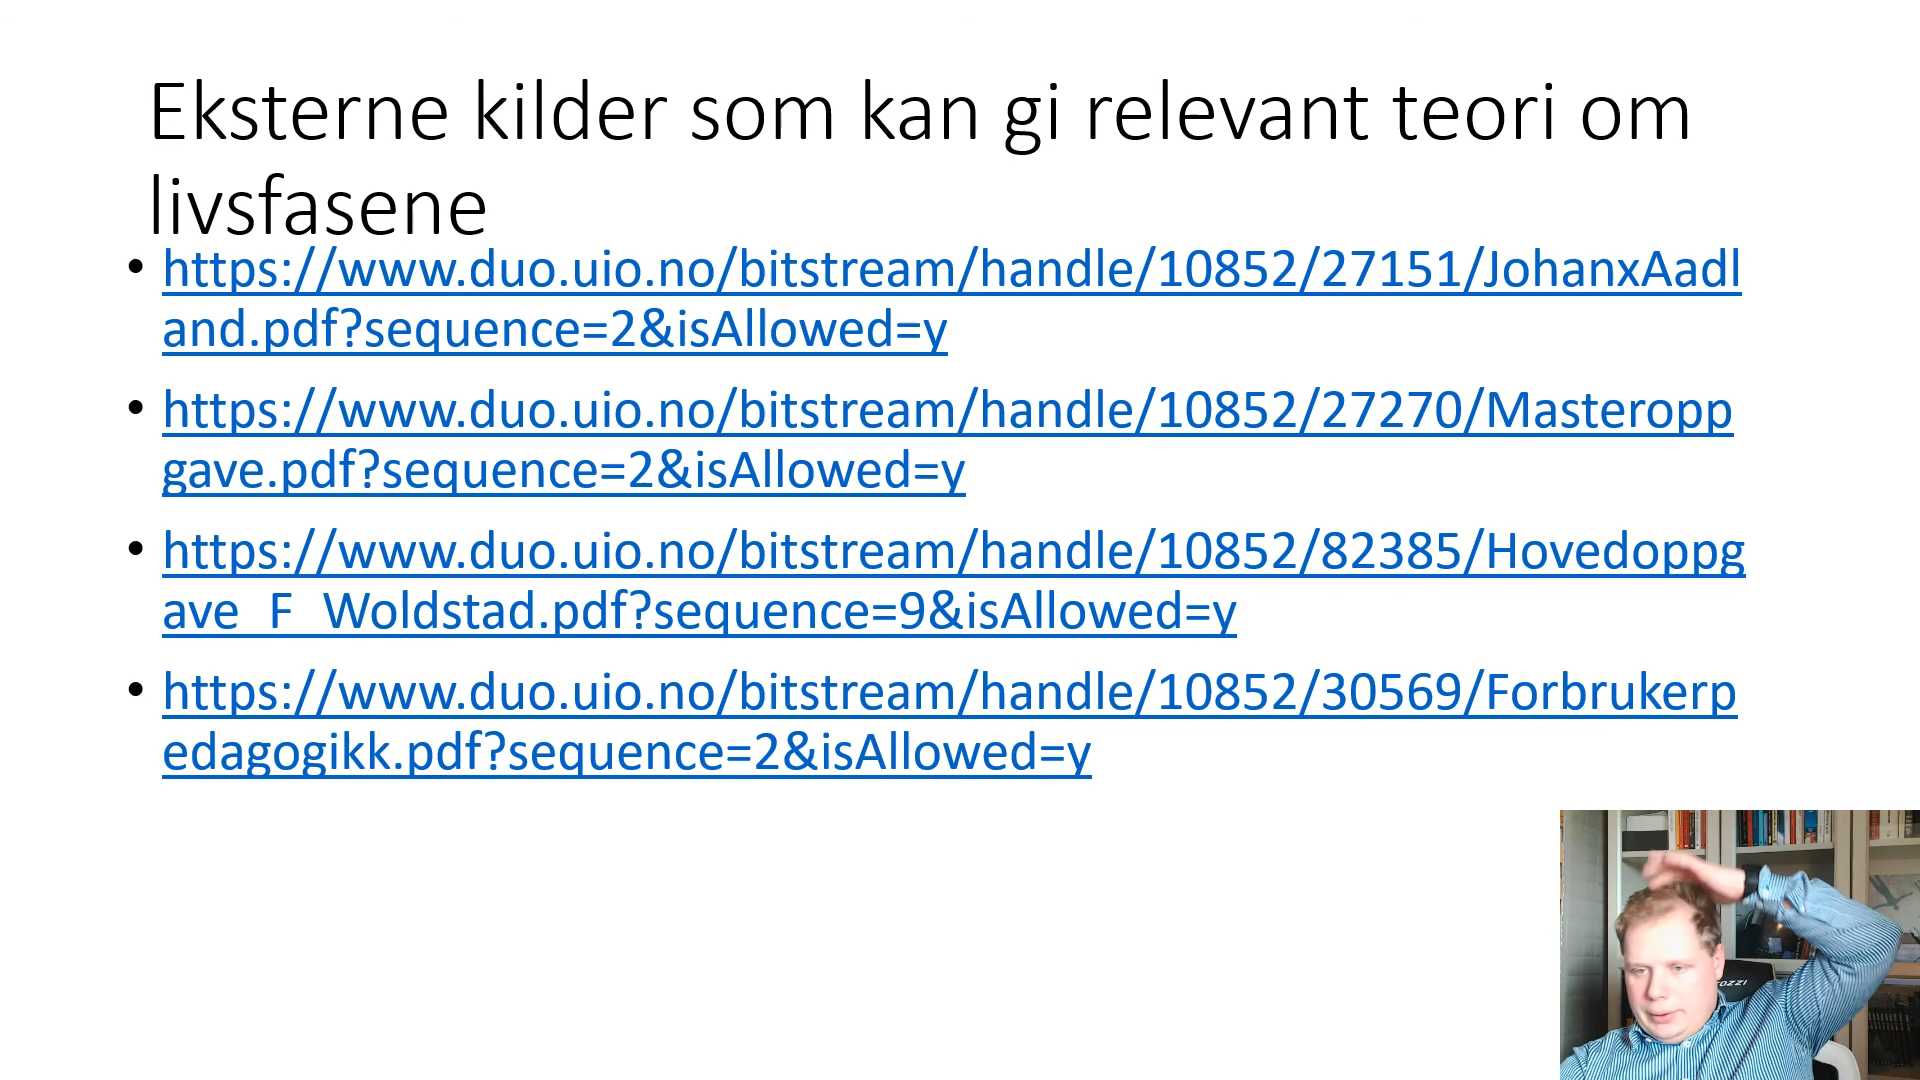 Eksterne kilder som kan gi relevant teori om
livsfasene
• https://www.duo.uio.no/bitstream/handle/10852/27151/JohanxAadl
and.pdf?sequence=2&isAllowed=y
• https://www.duo.uio.no/bitstream/handle/10852/27270/Masteropp
gave.pdf?sequence=2&isAllowed=y
• https://www.duo.uio.no/bitstream/handle/10852/82385/Hovedoppg
ave_F_Woldstad.pdf?sequence=9&isAllowed=y
• https://www.duo.uio.no/bitstream/handle/10852/30569/Forbrukerp
edagogikk.pdf?sequence=2&isAllowed=y